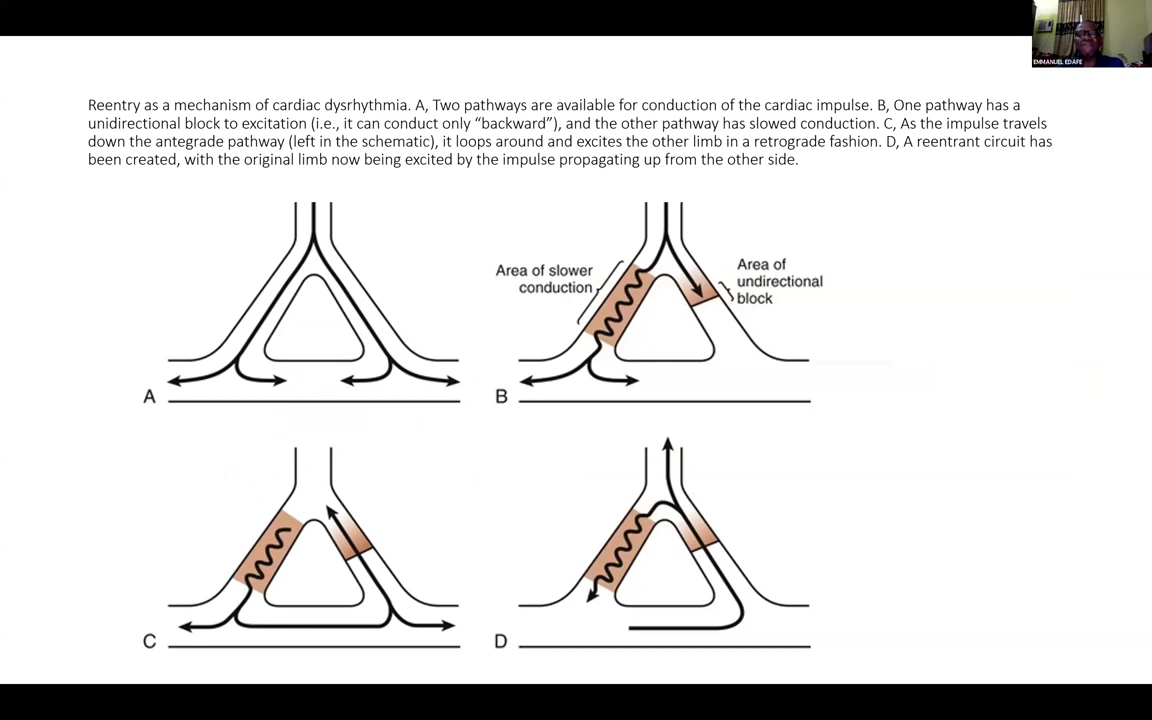 EMMANUEL EDAFE
Reentry as a mechanism of cardiac dysrhythmia. A, Two pathways are available for conduction of the cardiac impulse. B, One pathway has a
unidirectional block to excitation (i.e., it can conduct only “backward”), and the other pathway has slowed conduction. C, As the impulse travels
down the antegrade pathway (left in the schematic), it loops around and excites the other limb in a retrograde fashion. D, A reentrant circuit has
been created, with the original limb now being excited by the impulse propagating up from the other side.
Area of slower
conduction
Area of
undirectional
block
A
B
C
D